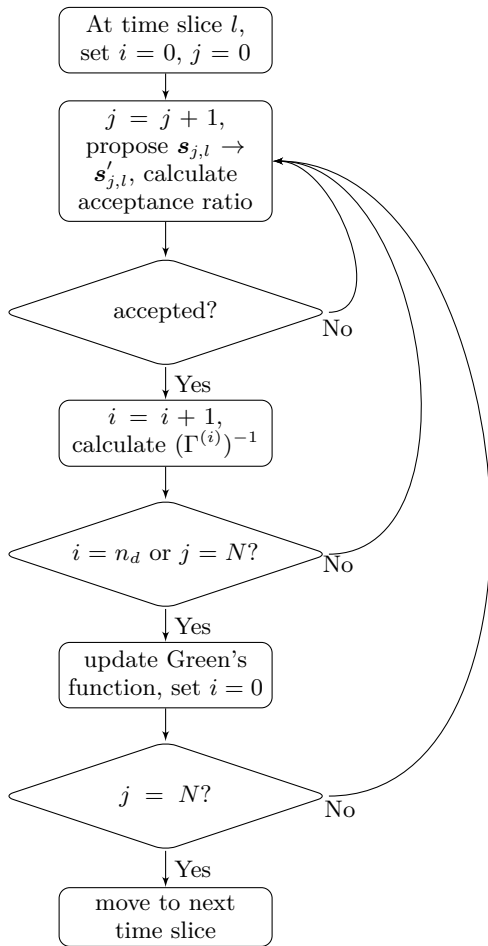 At time slice l,
set i = 0, j = 0
j = j + 1,
propose s_{j,l} →
s′_{j,l}, calculate
acceptance ratio
accepted?
No
Yes
i = i + 1,
calculate (Γ^{(i)})^{−1}
i = n_d or j = N?
No
Yes
update Green's
function, set i = 0
j = N?
No
Yes
move to next
time slice